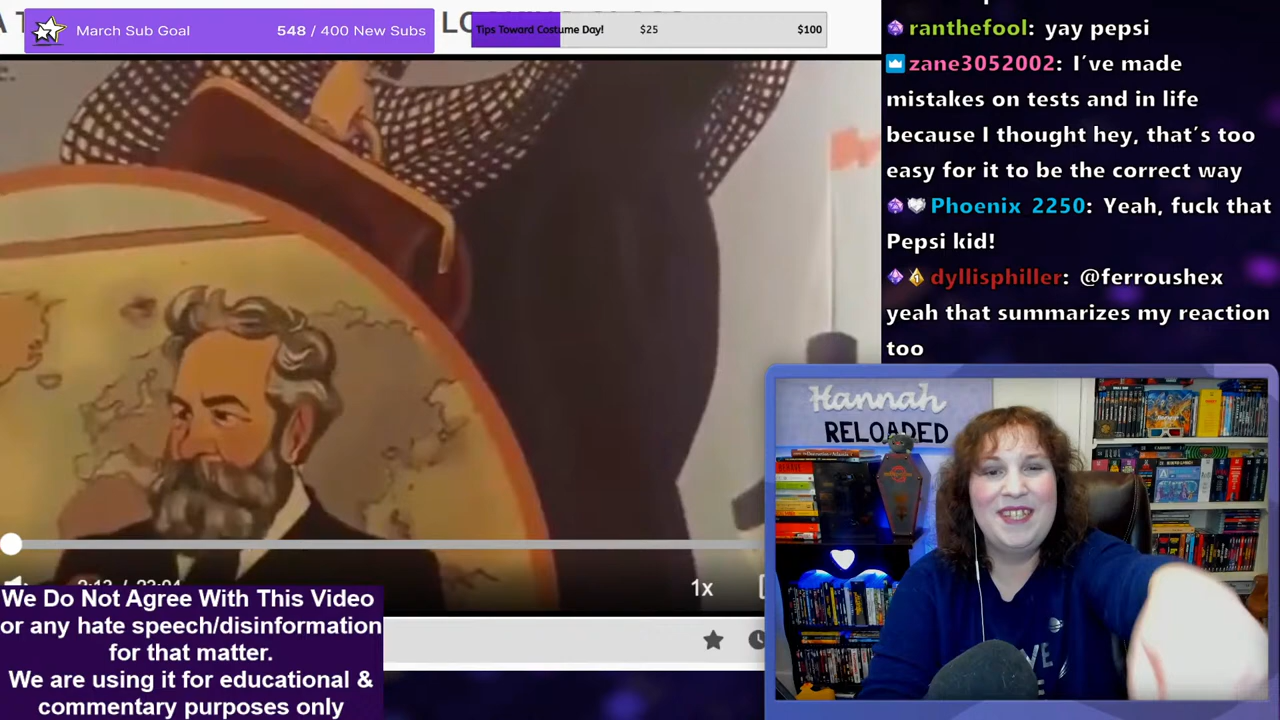 March Sub Goal
548 / 400 New Subs
Tips Toward Costume Day!
$25
$100
ranthefool: yay pepsi
zane3052002: I've made
mistakes on tests and in life
because I thought hey, that's too
easy for it to be the correct way
Phoenix 2250: Yeah, fuck that
Pepsi kid!
dyllisphiller: @ferroushex
yeah that summarizes my reaction
too
Hannah
RELOADED
1x
We Do Not Agree With This Video
or any hate speech/disinformation
for that matter.
We are using it for educational &
commentary purposes only